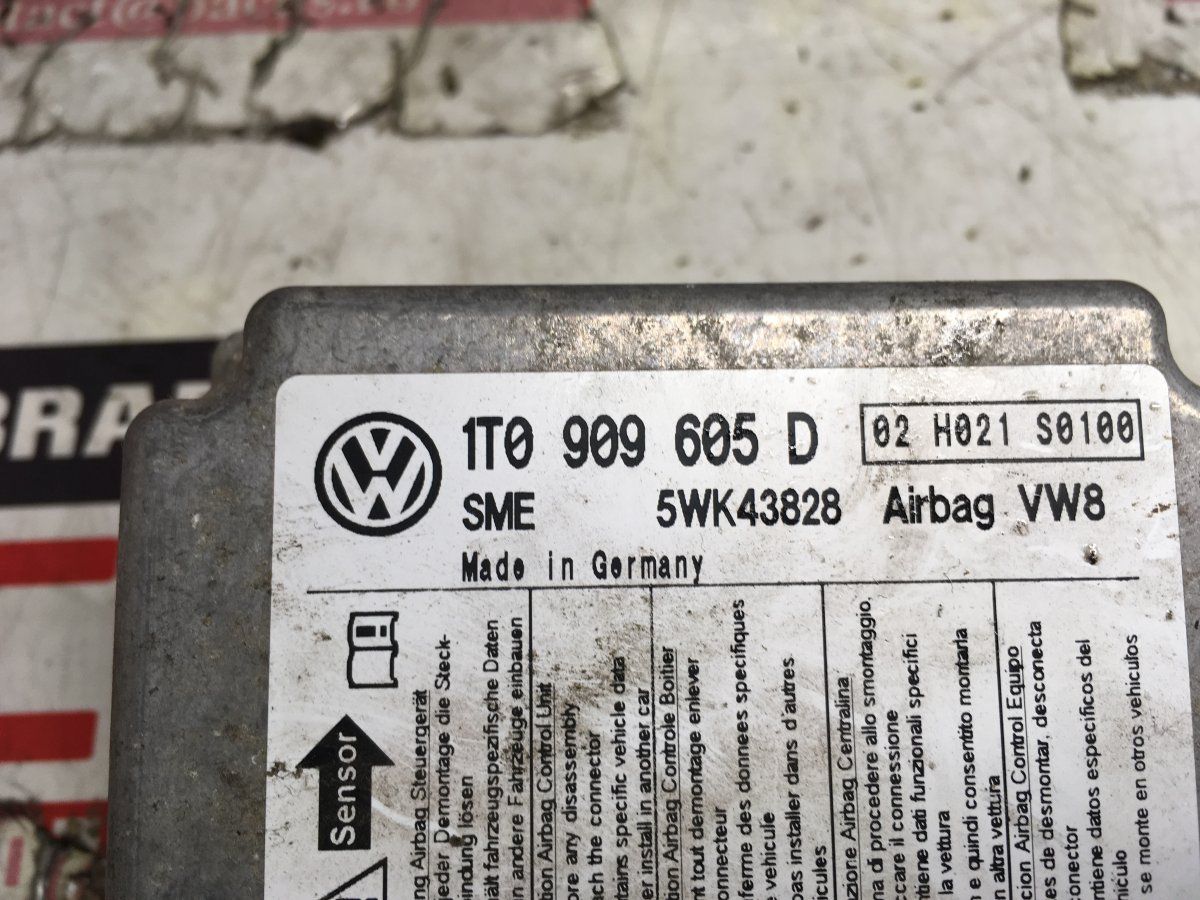 1T0 909 605 D
02 H021 S0100
SME 5WK43828 Airbag VW8
Made in Germany
Sensor
Airbag Steuergerät
jeder Demontage die Steck-
lösen
fahrzeugspezifische Daten
andere Fahrzeuge einbauen
Airbag Control Unit
any disassembly
the connector
specific vehicle data
install in another car
Airbag Controle Boitier
tout demontage enlever
des donnees specifiques
vehicule
pas installer dans d'autres
Airbag Centralina
di procedere allo smontaggio,
il connessione
dati funzionali specifici
la vettura
e quindi consentito montarla
altra vettura
Airbag Control Equipo
de desmontar, desconecta
datos específicos del
se monte en otros vehiculos